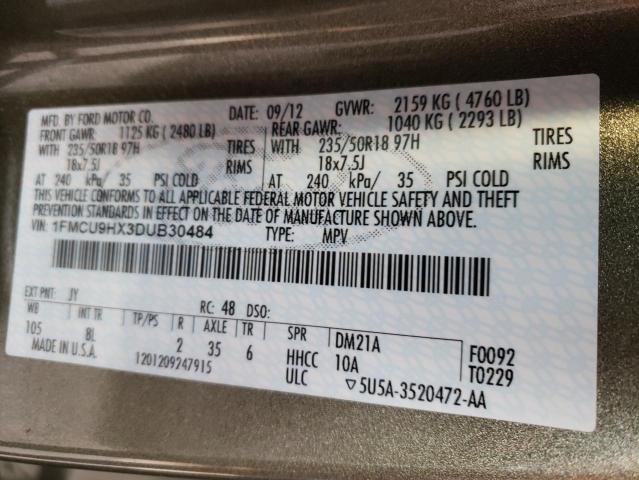 MFD. BY FORD MOTOR CO. DATE: 09/12 GVWR: 2159 KG ( 4760 LB)
FRONT GAWR: 1125 KG ( 2480 LB) REAR GAWR: 1040 KG ( 2293 LB)
WITH 235/50R18 97H TIRES WITH 235/50R18 97H TIRES
18x7.5J RIMS 18x7.5J RIMS
AT 240 kPa/ 35 PSI COLD AT 240 kPa/ 35 PSI COLD
THIS VEHICLE CONFORMS TO ALL APPLICABLE FEDERAL MOTOR VEHICLE SAFETY AND THEFT
PREVENTION STANDARDS IN EFFECT ON THE DATE OF MANUFACTURE SHOWN ABOVE.
VIN: 1FMCU9HX3DUB30484 TYPE: MPV
EXT PNT: JY RC: 48 DSO:
WB INT TR TP/PS R AXLE TR SPR DM21A F0092
105 8L 2 35 6 HHCC 10A T0229
MADE IN U.S.A. 1201209247915 ULC ▽5U5A-3520472-AA